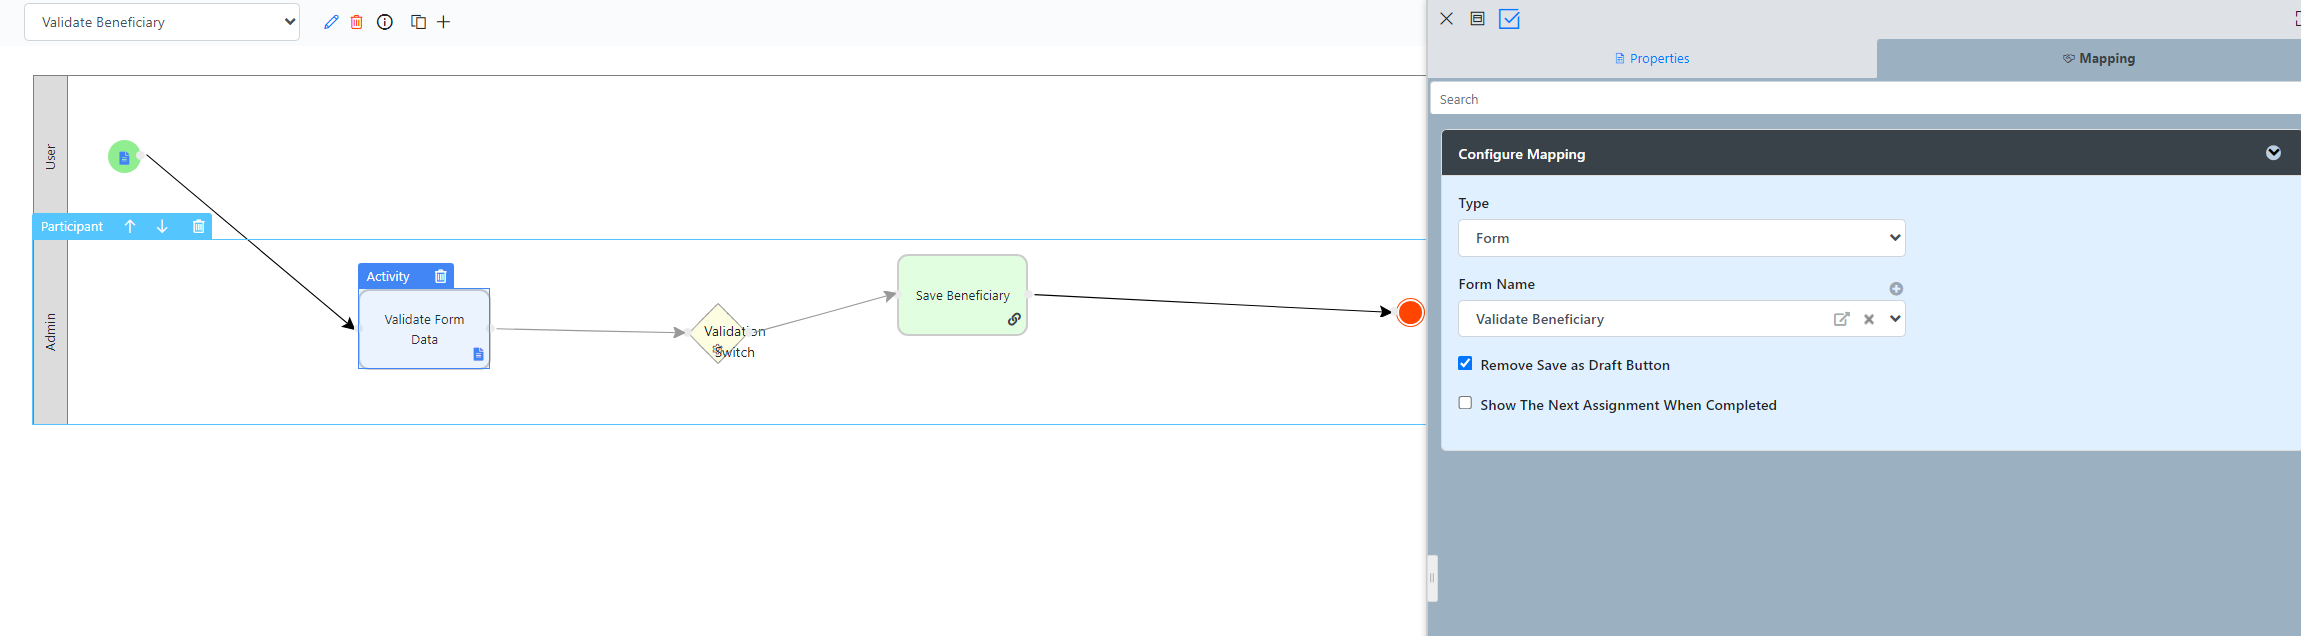 Validate Beneficiary
Properties
Mapping
Search
User
Participant
Admin
Activity
Validate Form
Data
Validation
Switch
Save Beneficiary
Configure Mapping
Type
Form
Form Name
Validate Beneficiary
Remove Save as Draft Button
Show The Next Assignment When Completed